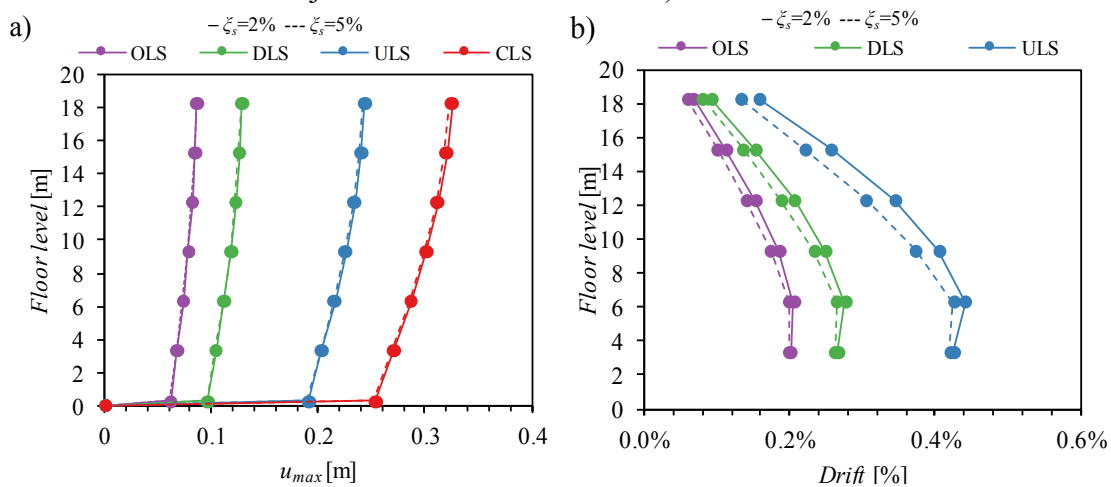 a)
– ξs=2% --- ξs=5%
OLS DLS ULS CLS
20
18
16
14
12
10
8
6
4
2
0
Floor level [m]
0 0.1 0.2 0.3 0.4
umax [m]
b)
– ξs=2% --- ξs=5%
OLS DLS ULS
20
18
16
14
12
10
8
6
4
2
0
Floor level [m]
0.0% 0.2% 0.4% 0.6%
Drift [%]